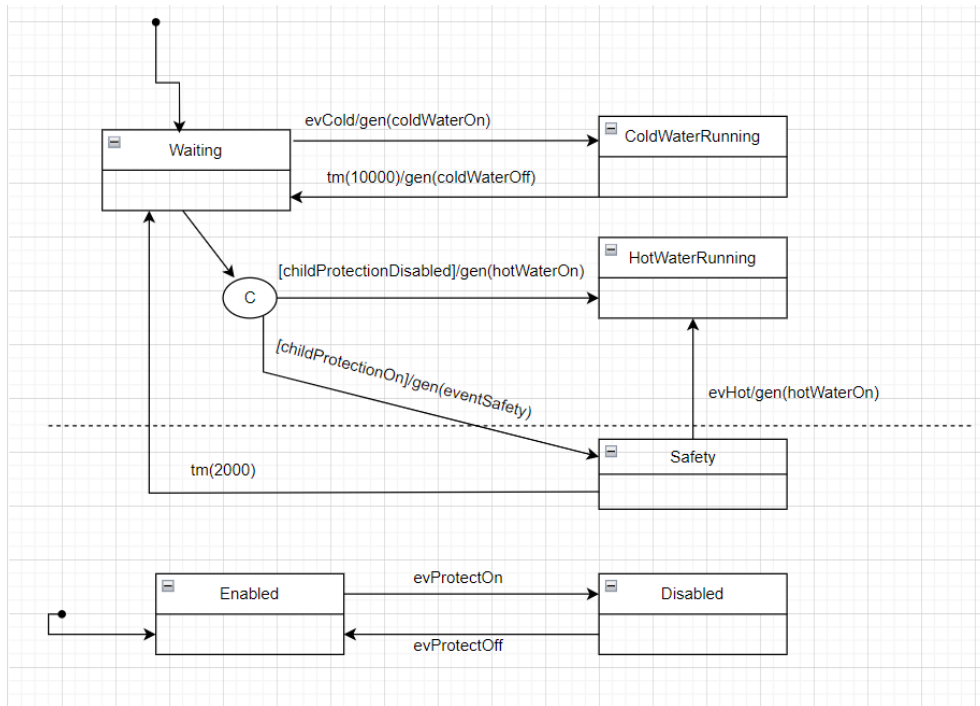 evCold/gen(coldWaterOn)
Waiting
ColdWaterRunning
tm(10000)/gen(coldWaterOff)
[childProtectionDisabled]/gen(hotWaterOn)
HotWaterRunning
C
[childProtectionOn]/gen(eventSafety)
evHot/gen(hotWaterOn)
Safety
tm(2000)
evProtectOn
Enabled
Disabled
evProtectOff